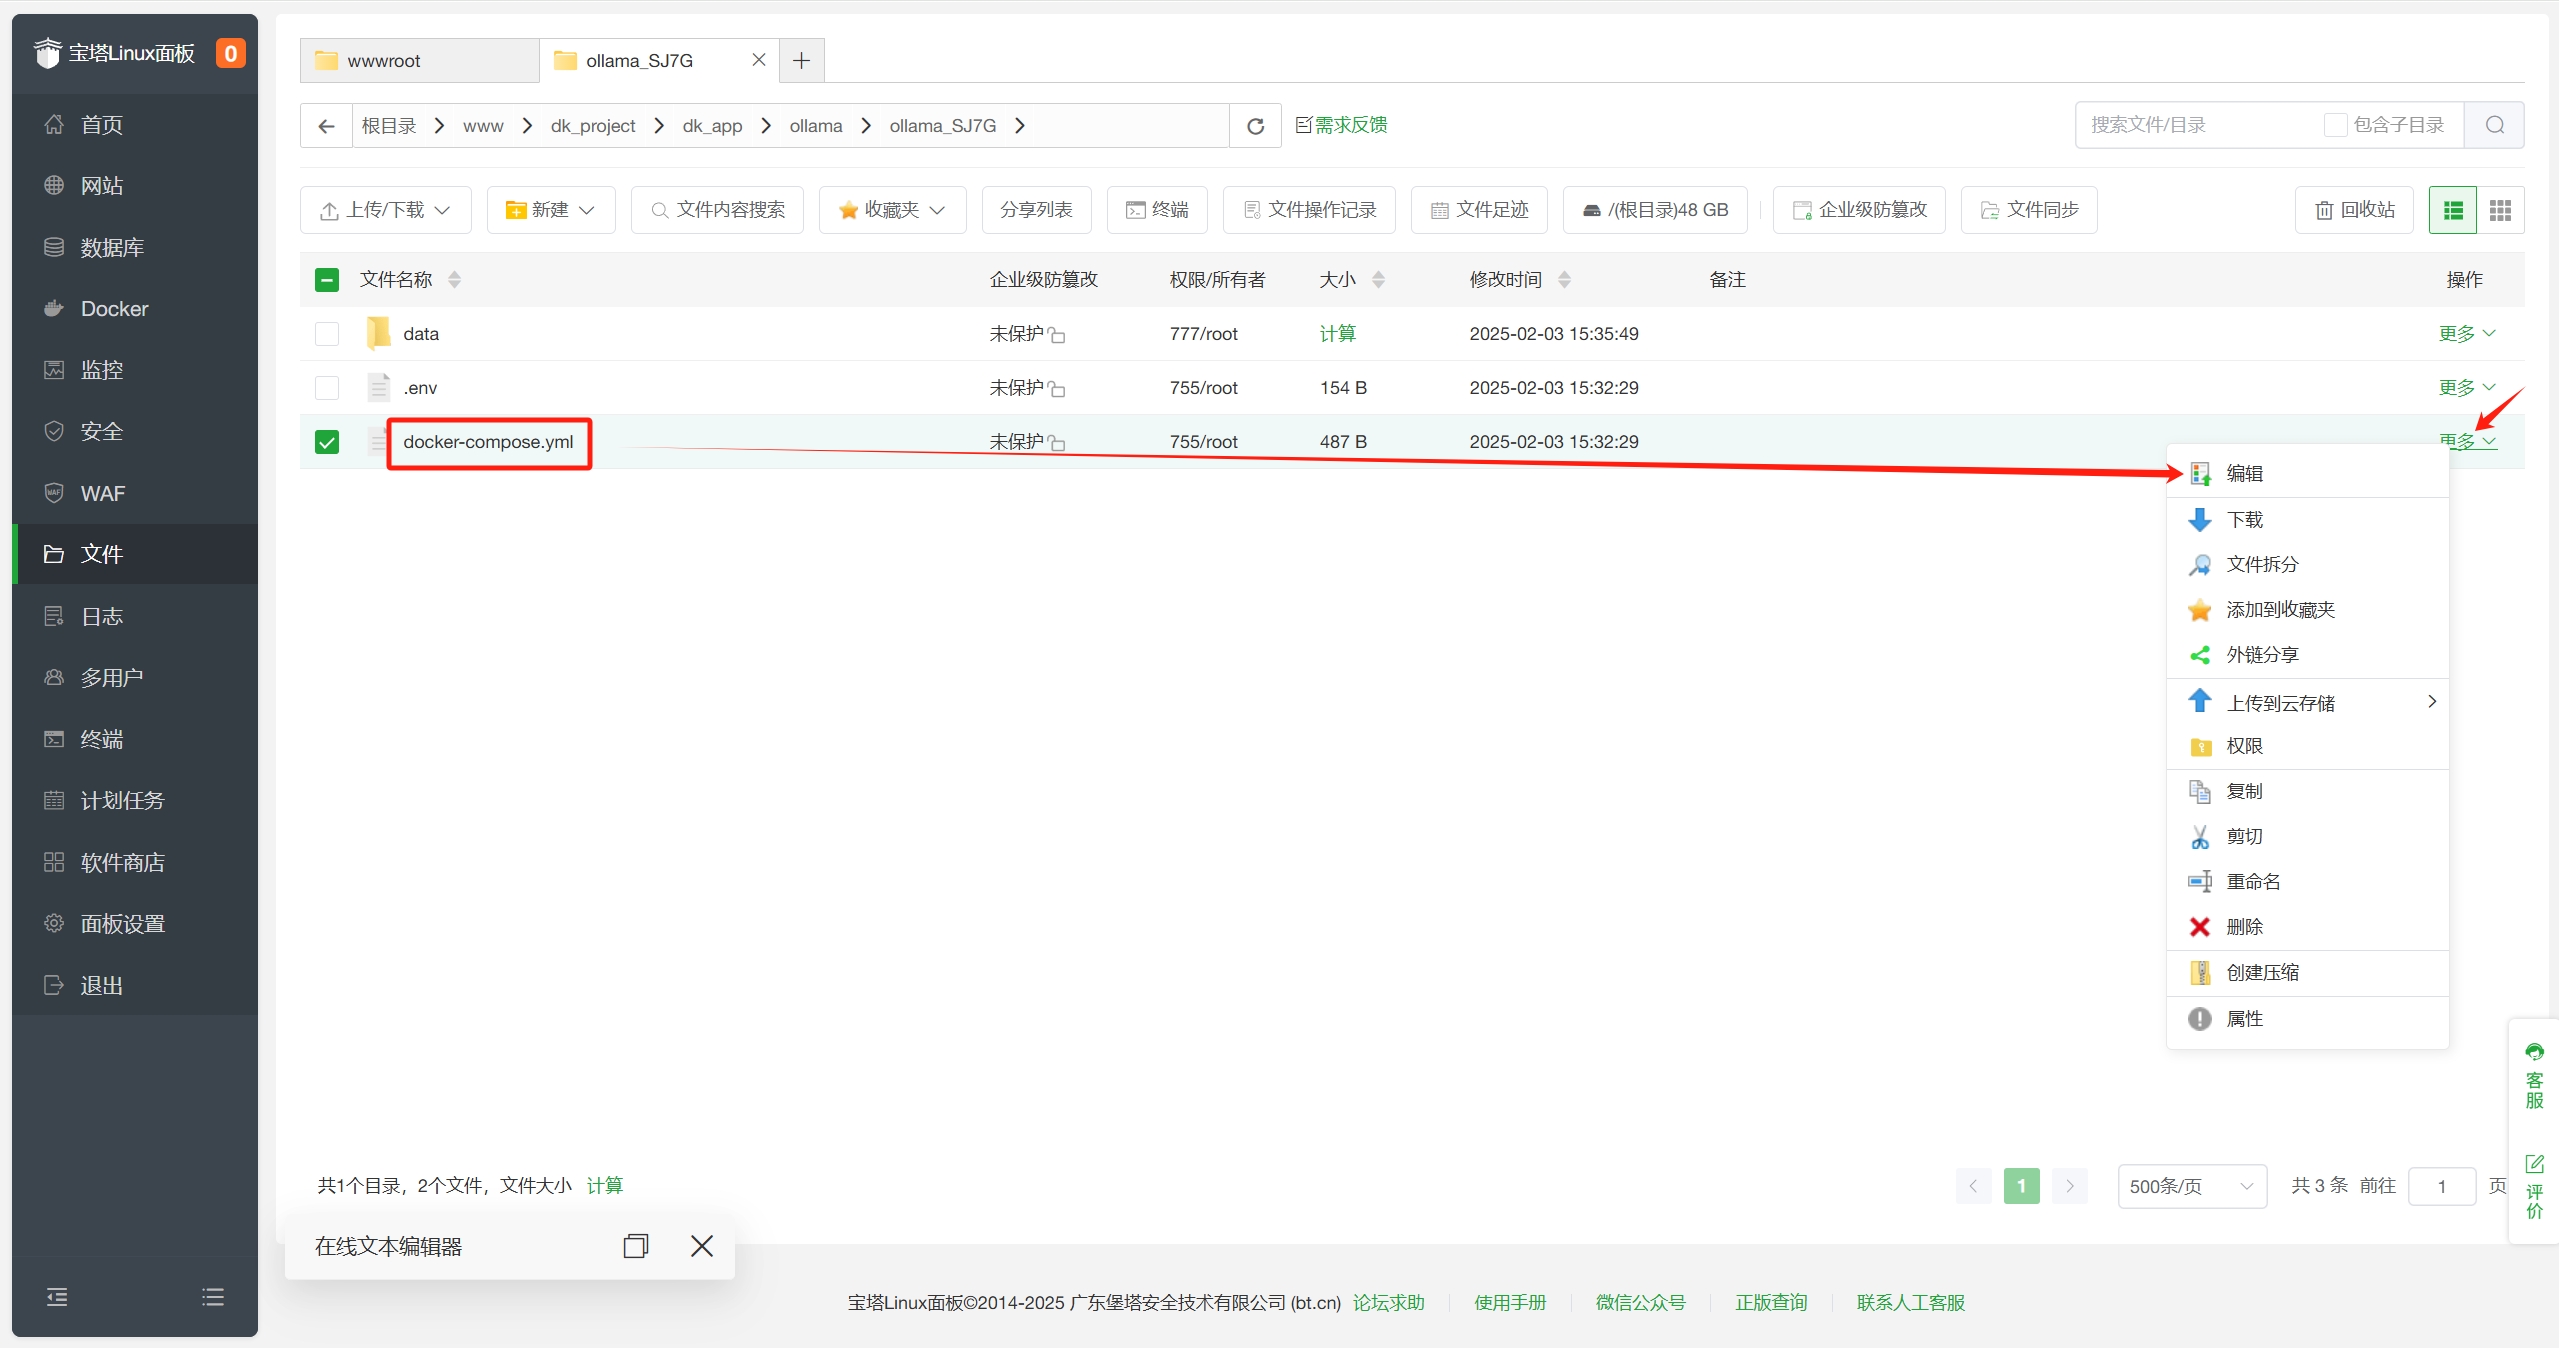 宝塔Linux面板 0
首页
网站
数据库
Docker
监控
安全
WAF
文件
日志
多用户
终端
计划任务
软件商店
面板设置
退出
wwwroot
ollama_SJ7G
根目录 www dk_project dk_app ollama ollama_SJ7G
需求反馈
搜索文件/目录 包含子目录
上传/下载 新建 文件内容搜索 收藏夹 分享列表 终端 文件操作记录 文件足迹 /(根目录)48 GB 企业级防篡改 文件同步 回收站
文件名称 企业级防篡改 权限/所有者 大小 修改时间 备注 操作
data 未保护 777/root 计算 2025-02-03 15:35:49 更多
.env 未保护 755/root 154 B 2025-02-03 15:32:29 更多
docker-compose.yml 未保护 755/root 487 B 2025-02-03 15:32:29 更多
编辑
下载
文件拆分
添加到收藏夹
外链分享
上传到云存储
权限
复制
剪切
重命名
删除
创建压缩
属性
客服
评价
共1个目录，2个文件，文件大小 计算
1 500条/页 共 3 条 前往 1 页
在线文本编辑器
宝塔Linux面板©2014-2025 广东堡塔安全技术有限公司 (bt.cn) 论坛求助 使用手册 微信公众号 正版查询 联系人工客服